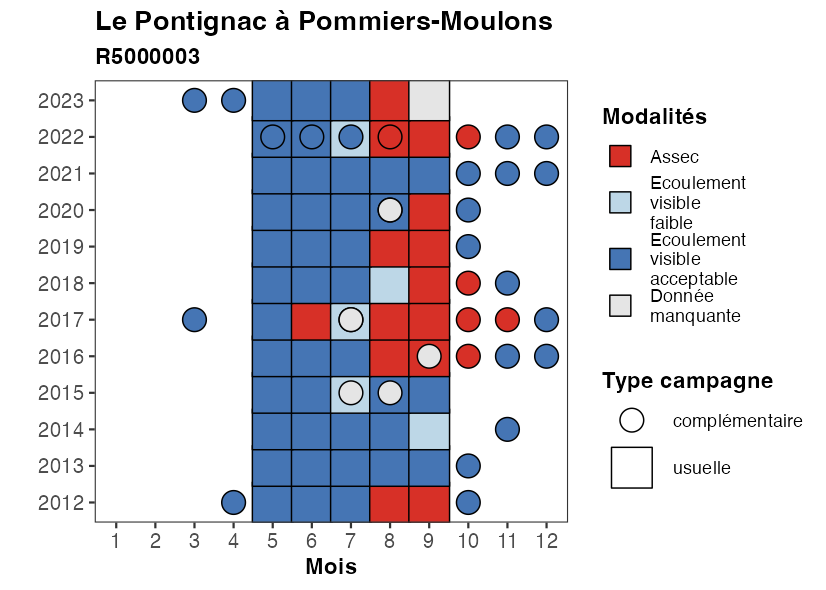 Le Pontignac à Pommiers-Moulons
R5000003
2023
2022
2021
2020
2019
2018
2017
2016
2015
2014
2013
2012
1 2 3 4 5 6 7 8 9 10 11 12
Mois
Modalités
Assec
Ecoulement
visible
faible
Ecoulement
visible
acceptable
Donnée
manquante
Type campagne
complémentaire
usuelle